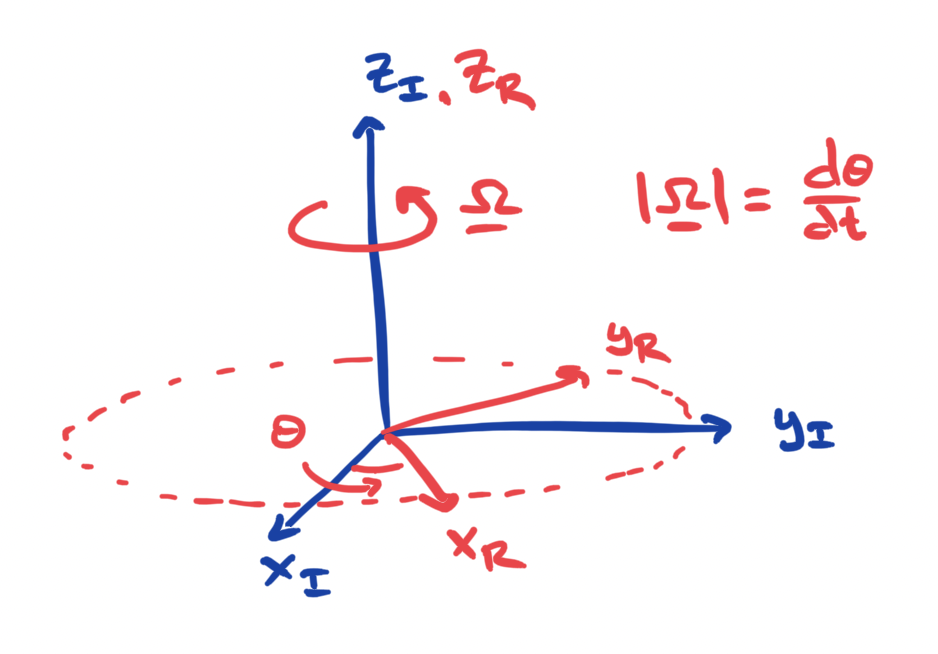 z_I, z_R
Ω
|Ω| = dθ/dt
y_R
θ
y_I
x_R
x_I